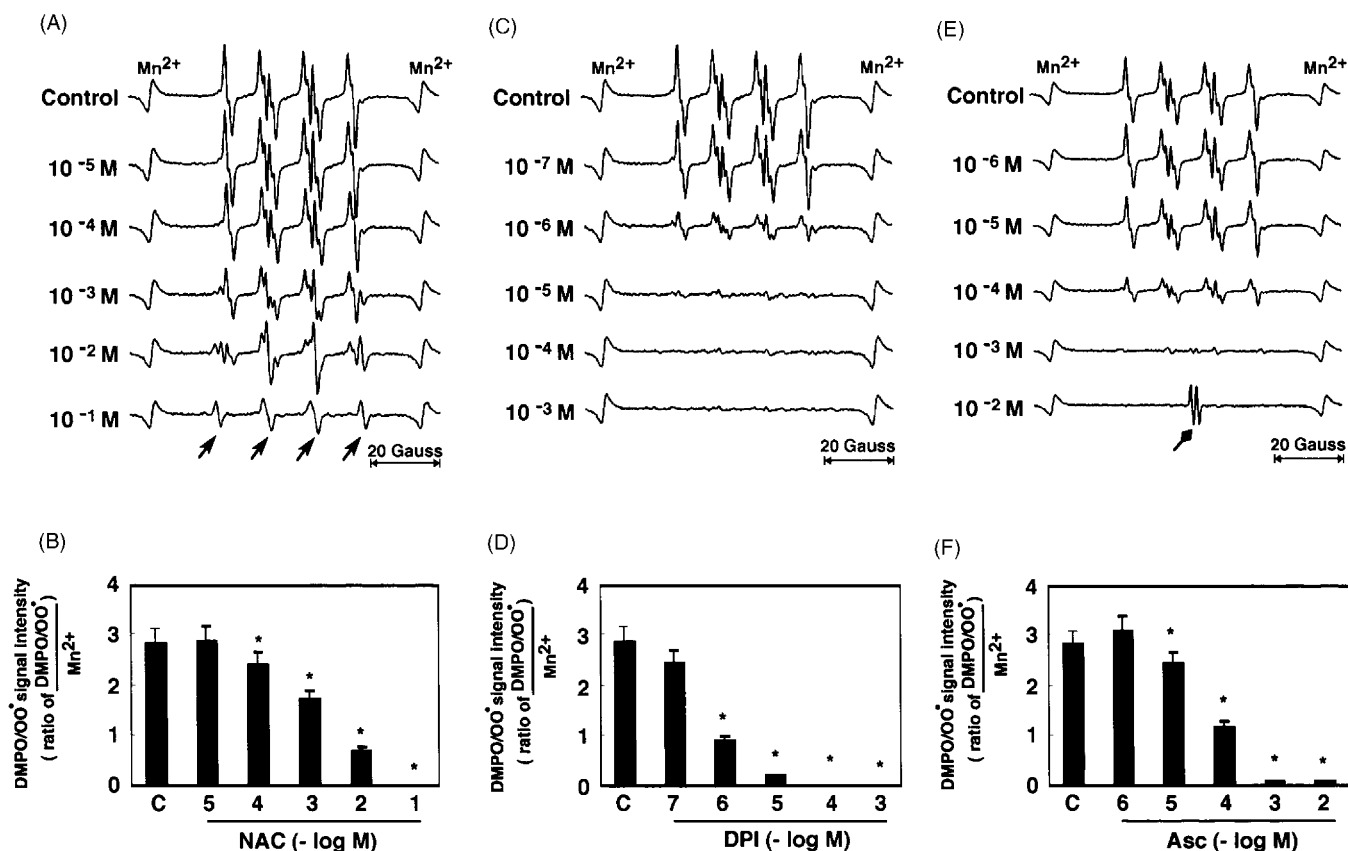 (A)
Mn2+
Mn2+
Control
10 -5 M
10 -4 M
10 -3 M
10 -2 M
10 -1 M
20 Gauss
(C)
Mn2+
Mn2+
Control
10 -7 M
10 -6 M
10 -5 M
10 -4 M
10 -3 M
20 Gauss
(E)
Mn2+
Mn2+
Control
10 -6 M
10 -5 M
10 -4 M
10 -3 M
10 -2 M
20 Gauss
(B)
DMPO/OO• signal intensity
( ratio of DMPO/OO• / Mn2+ )
4
3
2
1
0
* * * *
C 5 4 3 2 1
NAC (- log M)
(D)
DMPO/OO• signal intensity
( ratio of DMPO/OO• / Mn2+ )
4
3
2
1
0
* * * *
C 7 6 5 4 3
DPI (- log M)
(F)
DMPO/OO• signal intensity
( ratio of DMPO/OO• / Mn2+ )
4
3
2
1
0
* * * *
C 6 5 4 3 2
Asc (- log M)